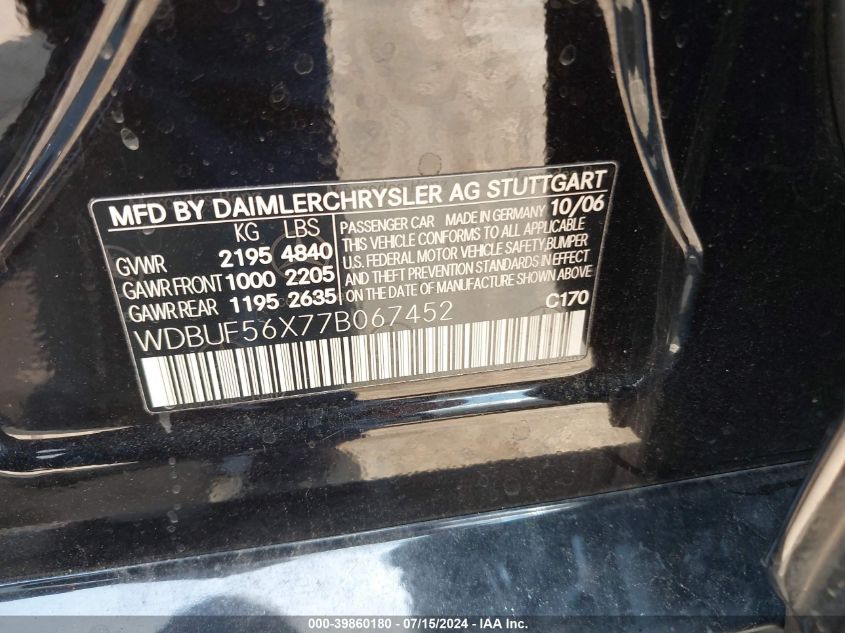 MFD BY DAIMLERCHRYSLER AG STUTTGART
KG LBS
GVWR 2195 4840
GAWR FRONT 1000 2205
GAWR REAR 1195 2635
PASSENGER CAR MADE IN GERMANY 10/06
THIS VEHICLE CONFORMS TO ALL APPLICABLE
U.S. FEDERAL MOTOR VEHICLE SAFETY, BUMPER
AND THEFT PREVENTION STANDARDS IN EFFECT
ON THE DATE OF MANUFACTURE SHOWN ABOVE
WDBUF56X77B067452
C170
000-39860180 - 07/15/2024 - IAA Inc.